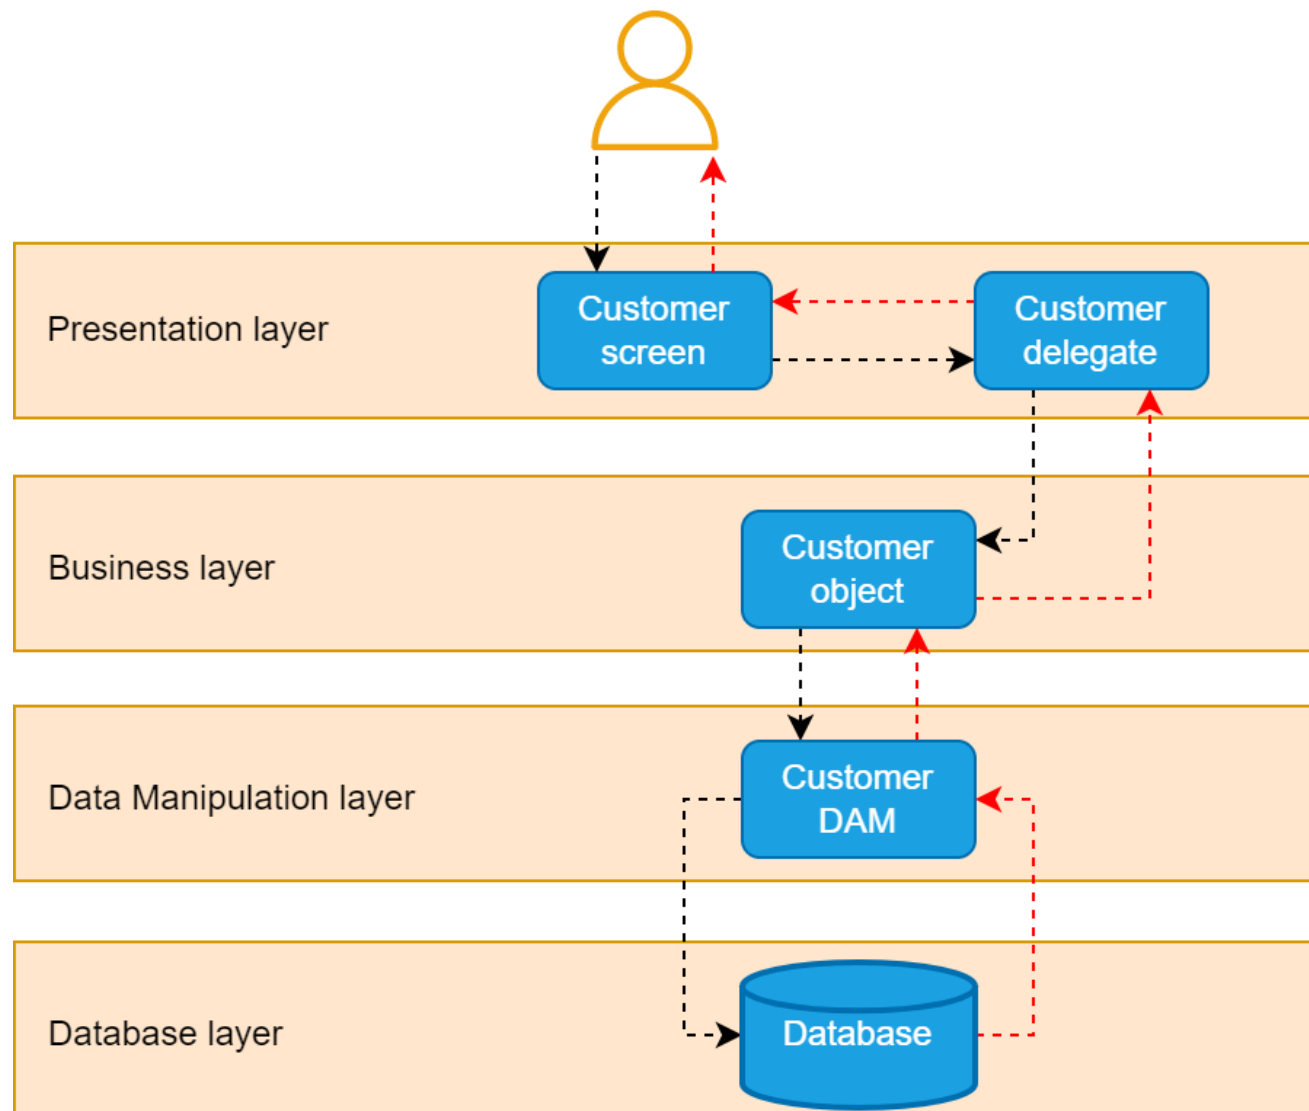 Presentation layer
Customer
screen
Customer
delegate
Business layer
Customer
object
Data Manipulation layer
Customer
DAM
Database layer
Database